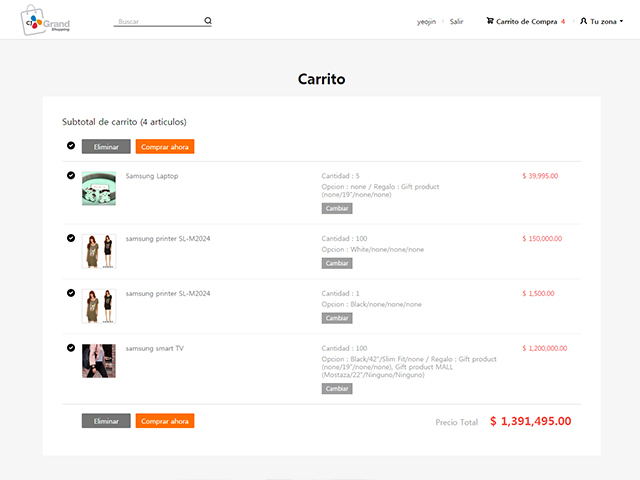 CJ Grand
Shopping
Buscar
yeojin
Salir
Carrito de Compra 4
Tu zona
Carrito
Subtotal de carrito (4 articulos)
Eliminar
Comprar ahora
Samsung Laptop
Cantidad : 5
Opcion : none / Regalo : Gift product
(none/19"/none/none)
Cambiar
$ 39,995.00
samsung printer SL-M2024
Cantidad : 100
Opcion : White/none/none/none
Cambiar
$ 150,000.00
samsung printer SL-M2024
Cantidad : 1
Opcion : Black/none/none/none
Cambiar
$ 1,500.00
samsung smart TV
Cantidad : 100
Opcion : Black/42"/Slim Fit/none / Regalo : Gift product
(none/19"/none/none), Gift product MALL
(Mostaza/22"/Ninguno/Ninguno)
Cambiar
$ 1,200,000.00
Eliminar
Comprar ahora
Precio Total $ 1,391,495.00